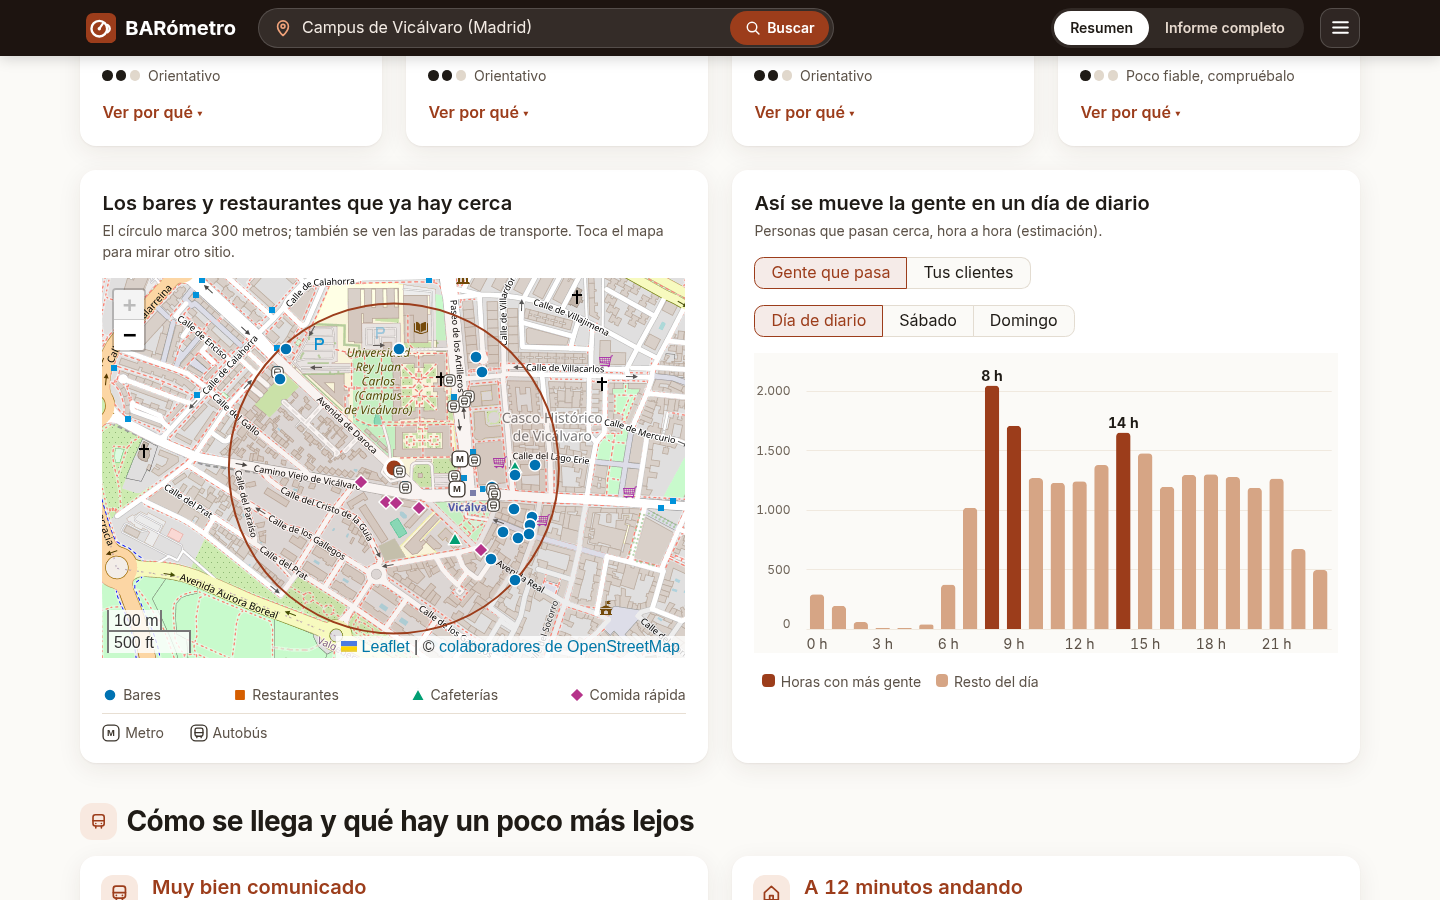 BARómetro
Campus de Vicálvaro (Madrid)
Buscar
Resumen
Informe completo
Orientativo
Orientativo
Orientativo
Poco fiable, compruébalo
Ver por qué
Ver por qué
Ver por qué
Ver por qué
Los bares y restaurantes que ya hay cerca
El círculo marca 300 metros; también se ven las paradas de transporte. Toca el mapa
para mirar otro sitio.
+
−
Calle de Calahorra
Calle de Enciso
Calle de Calahorra
Calle del Gallo
Universidad
Rey Juan
Carlos
(Campus
de Vicálvaro)
P
P
Paseo de los Artilleros
Calle de Villajimena
Calle de Villacarlos
Casco Histórico
de Vicálvaro
Calle de Mercurio
Calle del Lago Erie
Avenida de Daroca
Camino Viejo de Vicálvaro
Calle del Cristo de la Guía
Calle del Paraíso
Calle del Prat
Calle de los Gallegos
Calle del Prat
Avenida Aurora Boreal
Avenida Real
M
M
100 m
500 ft
Leaflet | © colaboradores de OpenStreetMap
Bares
Restaurantes
Cafeterías
Comida rápida
M Metro
Autobús
Así se mueve la gente en un día de diario
Personas que pasan cerca, hora a hora (estimación).
Gente que pasa
Tus clientes
Día de diario
Sábado
Domingo
8 h
14 h
2.000
1.500
1.000
500
0
0 h
3 h
6 h
9 h
12 h
15 h
18 h
21 h
Horas con más gente
Resto del día
Cómo se llega y qué hay un poco más lejos
Muy bien comunicado
A 12 minutos andando